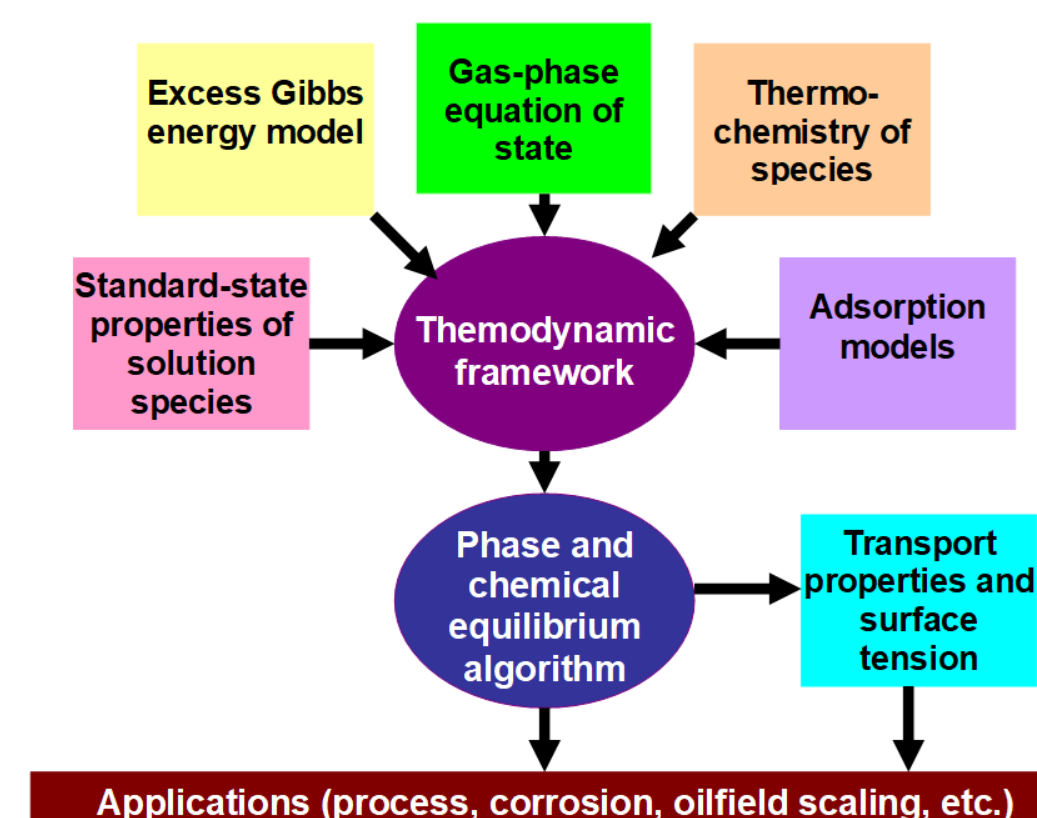 Excess Gibbs
energy model
Gas-phase
equation of
state
Thermo-
chemistry of
species
Standard-state
properties of
solution
species
Themodynamic
framework
Adsorption
models
Phase and
chemical
equilibrium
algorithm
Transport
properties and
surface
tension
Applications (process, corrosion, oilfield scaling, etc.)